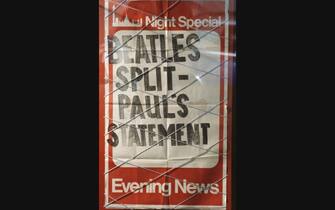 Night Special
BEATLES
SPLIT-
PAUL'S
STATEMENT
Evening News